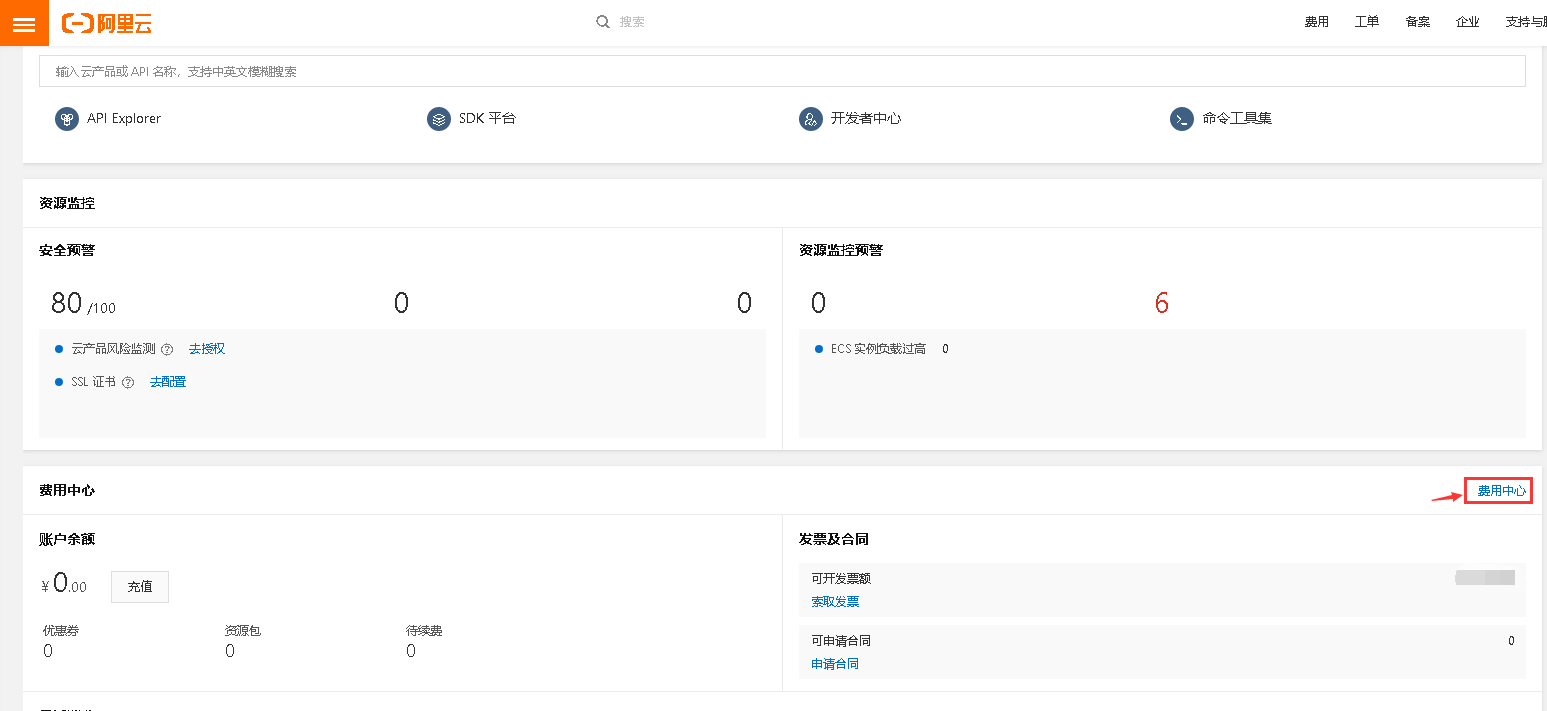 阿里云
搜索
费用 工单 备案 企业 支持与服
输入云产品或 API 名称，支持中英文模糊搜索
API Explorer
SDK 平台
开发者中心
命令工具集
资源监控
安全预警
80 /100
0
0
云产品风险监测 ? 去授权
SSL 证书 ? 去配置
资源监控预警
0
6
ECS 实例负载过高 0
费用中心
费用中心
账户余额
¥ 0.00
充值
优惠券
0
资源包
0
待续费
0
发票及合同
可开发票额
索取发票
可申请合同 0
申请合同